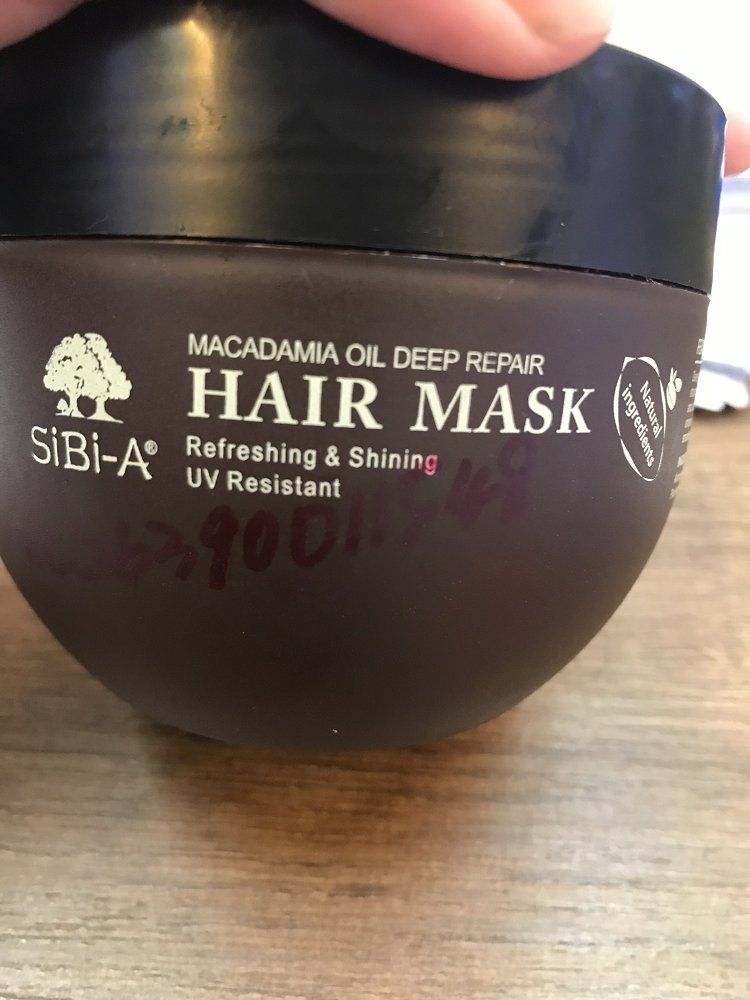 MACADAMIA OIL DEEP REPAIR
HAIR MASK
SiBi-A®
Refreshing & Shining
UV Resistant
Natural
ingredients